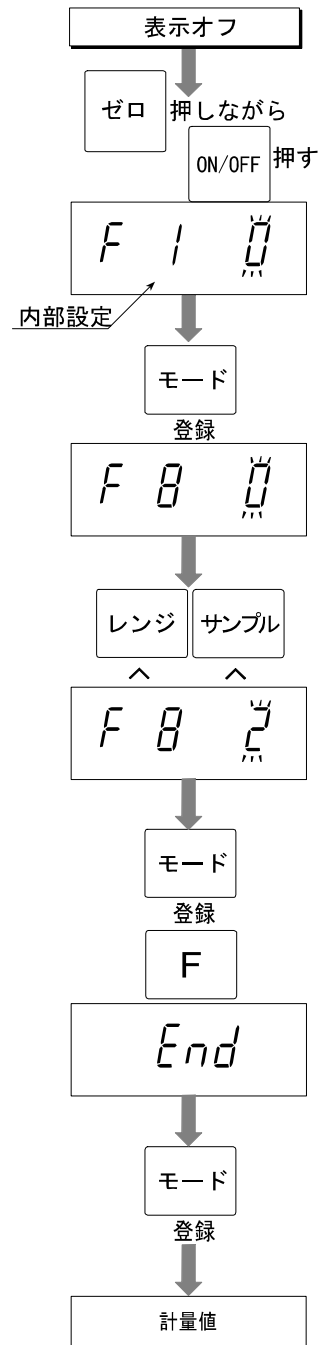 表示オフ
ゼロ 押しながら
ON/OFF 押す
F 1 0
内部設定
モード
登録
F 8 0
レンジ サンプル
^ ^
F 8 2
モード
登録
F
End
モード
登録
計量値